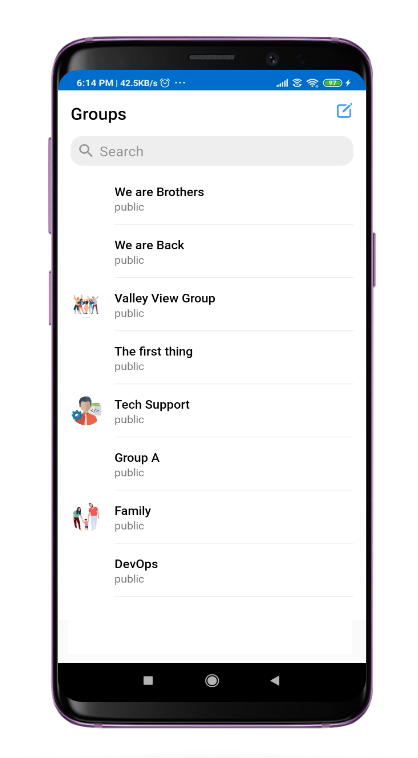 6:14 PM | 42.5KB/s
97
Groups
Search
We are Brothers
public
We are Back
public
Valley View Group
public
The first thing
public
Tech Support
public
Group A
public
Family
public
DevOps
public